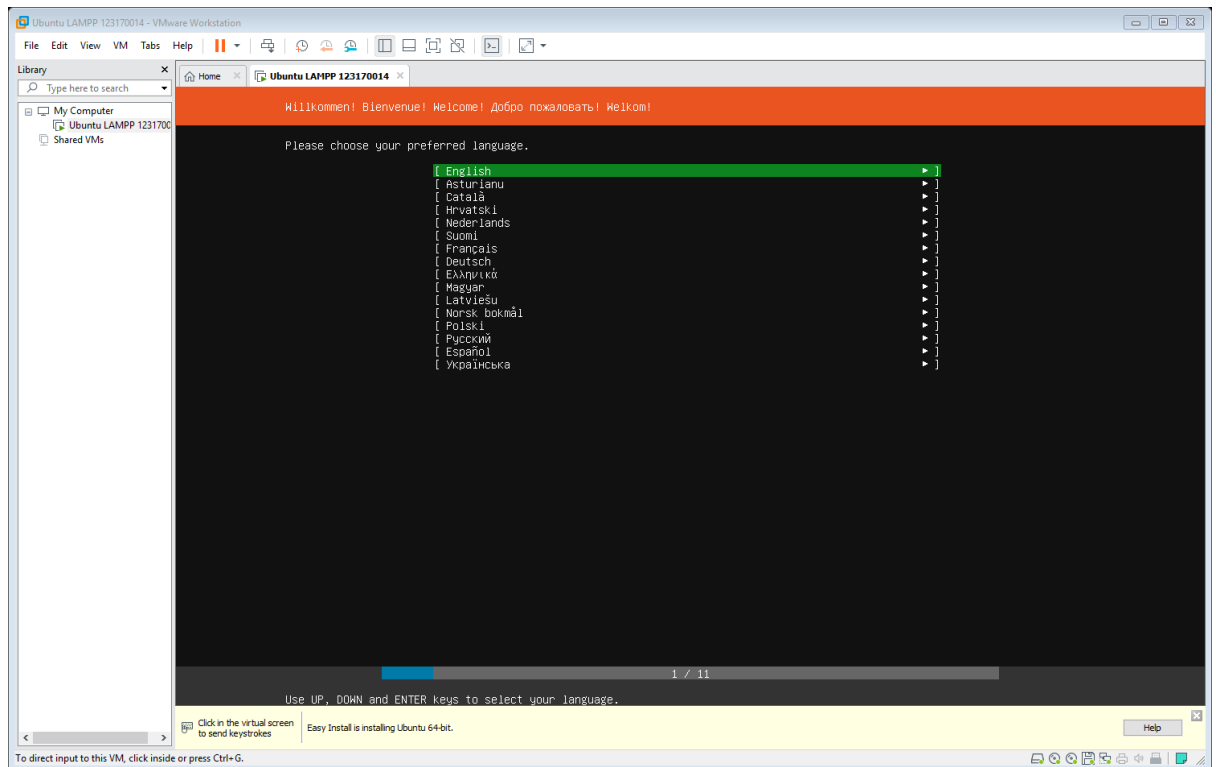 Ubuntu LAMPP 123170014 - VMware Workstation
File Edit View VM Tabs Help
Library
Type here to search
My Computer
Ubuntu LAMPP 1231700
Shared VMs
Home
Ubuntu LAMPP 123170014
Willkommen! Bienvenue! Welcome! Добро пожаловать! Welkom!
Please choose your preferred language.
[ English ► ]
[ Asturianu ► ]
[ Català ► ]
[ Hrvatski ► ]
[ Nederlands ► ]
[ Suomi ► ]
[ Français ► ]
[ Deutsch ► ]
[ Ελληνικά ► ]
[ Magyar ► ]
[ Latviešu ► ]
[ Norsk bokmål ► ]
[ Polski ► ]
[ Русский ► ]
[ Español ► ]
[ Українська ► ]
1 / 11
Use UP, DOWN and ENTER keys to select your language.
Click in the virtual screen
to send keystrokes
Easy Install is installing Ubuntu 64-bit.
Help
To direct input to this VM, click inside or press Ctrl+G.